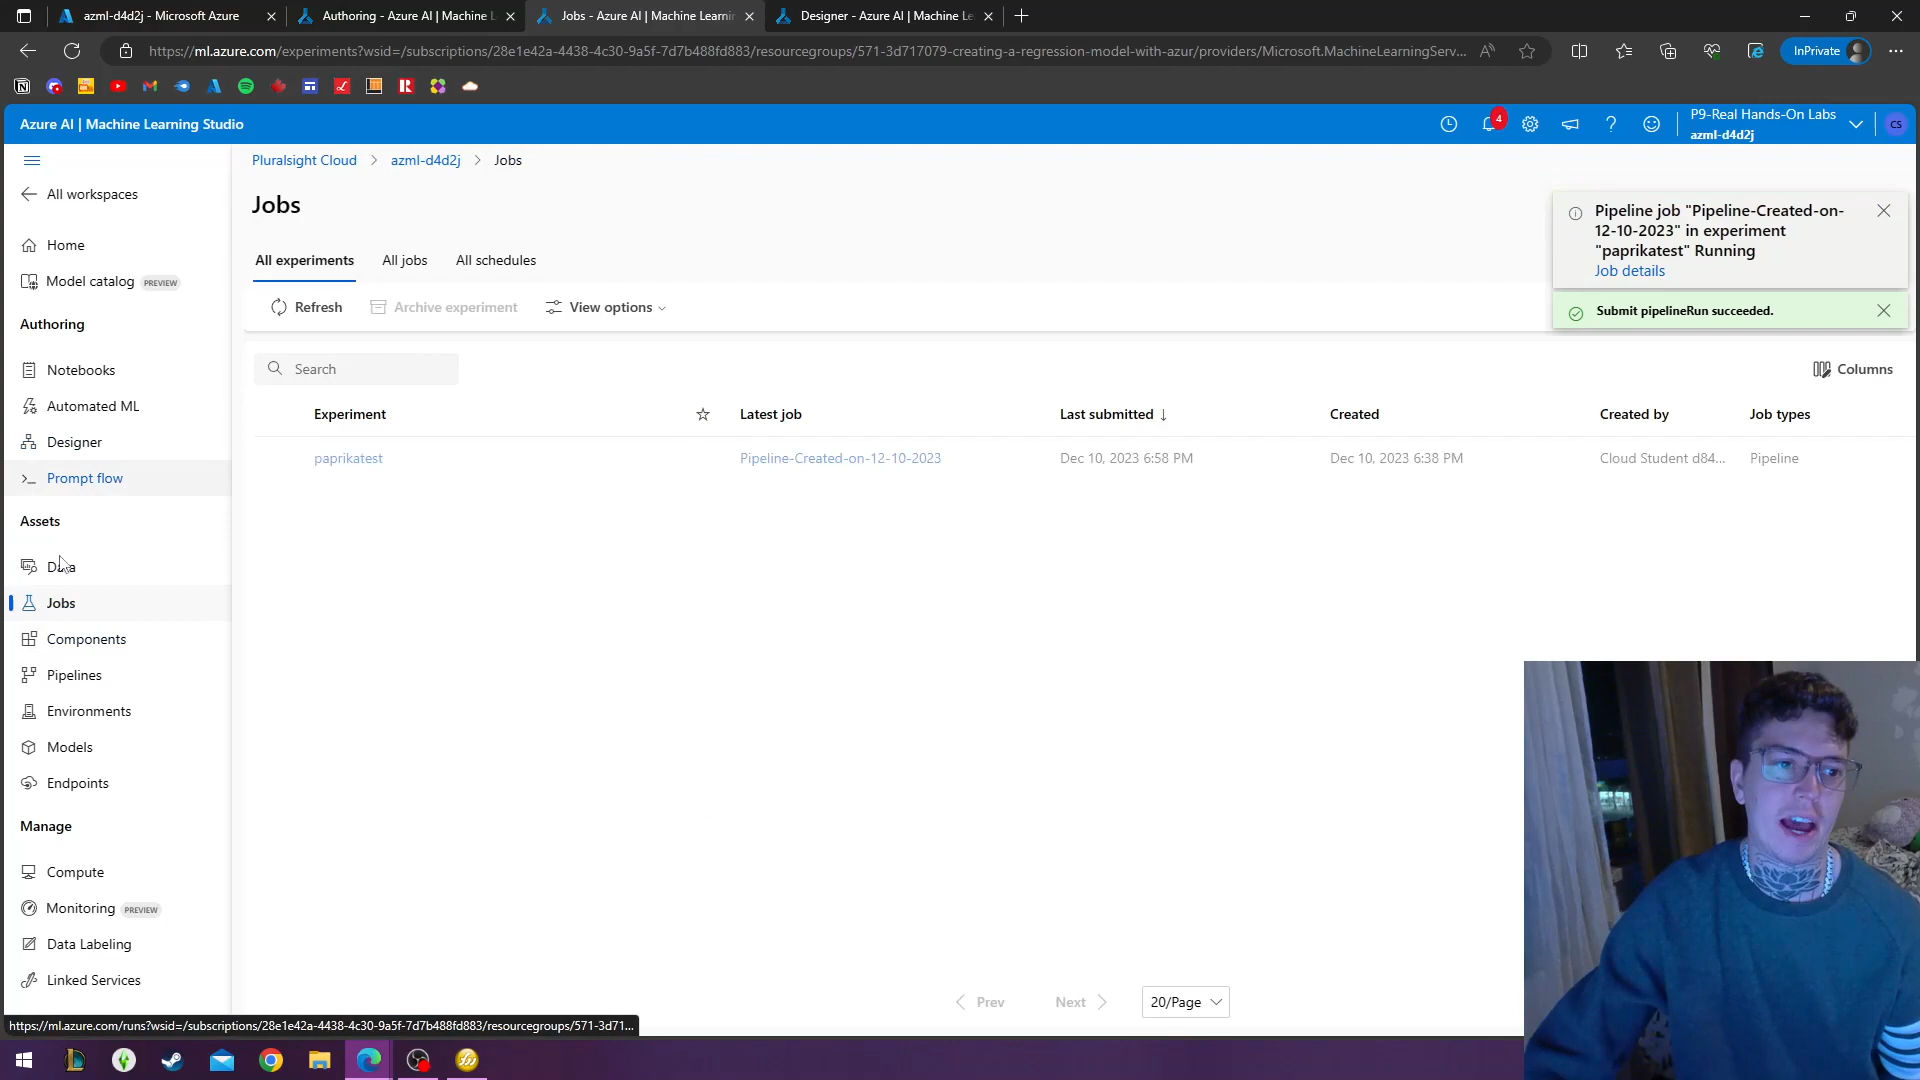 azml-d4d2j - Microsoft Azure
Authoring - Azure AI | Machine L
Jobs - Azure AI | Machine Learnin
Designer - Azure AI | Machine Le
https://ml.azure.com/experiments?wsid=/subscriptions/28e1e42a-4438-4c30-9a5f-7d7b488fd883/resourcegroups/571-3d717079-creating-a-regression-model-with-azur/providers/Microsoft.MachineLearningServ...
InPrivate
Azure AI | Machine Learning Studio
4
P9-Real Hands-On Labs
azml-d4d2j
CS
Pluralsight Cloud > azml-d4d2j > Jobs
All workspaces
Home
Model catalog PREVIEW
Authoring
Notebooks
Automated ML
Designer
Prompt flow
Assets
Data
Jobs
Components
Pipelines
Environments
Models
Endpoints
Manage
Compute
Monitoring PREVIEW
Data Labeling
Linked Services
Jobs
All experiments All jobs All schedules
Refresh Archive experiment View options
Pipeline job "Pipeline-Created-on-
12-10-2023" in experiment
"paprikatest" Running
Job details
Submit pipelineRun succeeded.
Search
Columns
Experiment Latest job Last submitted ↓ Created Created by Job types
paprikatest Pipeline-Created-on-12-10-2023 Dec 10, 2023 6:58 PM Dec 10, 2023 6:38 PM Cloud Student d84... Pipeline
Prev Next 20/Page
https://ml.azure.com/runs?wsid=/subscriptions/28e1e42a-4438-4c30-9a5f-7d7b488fd883/resourcegroups/571-3d71...